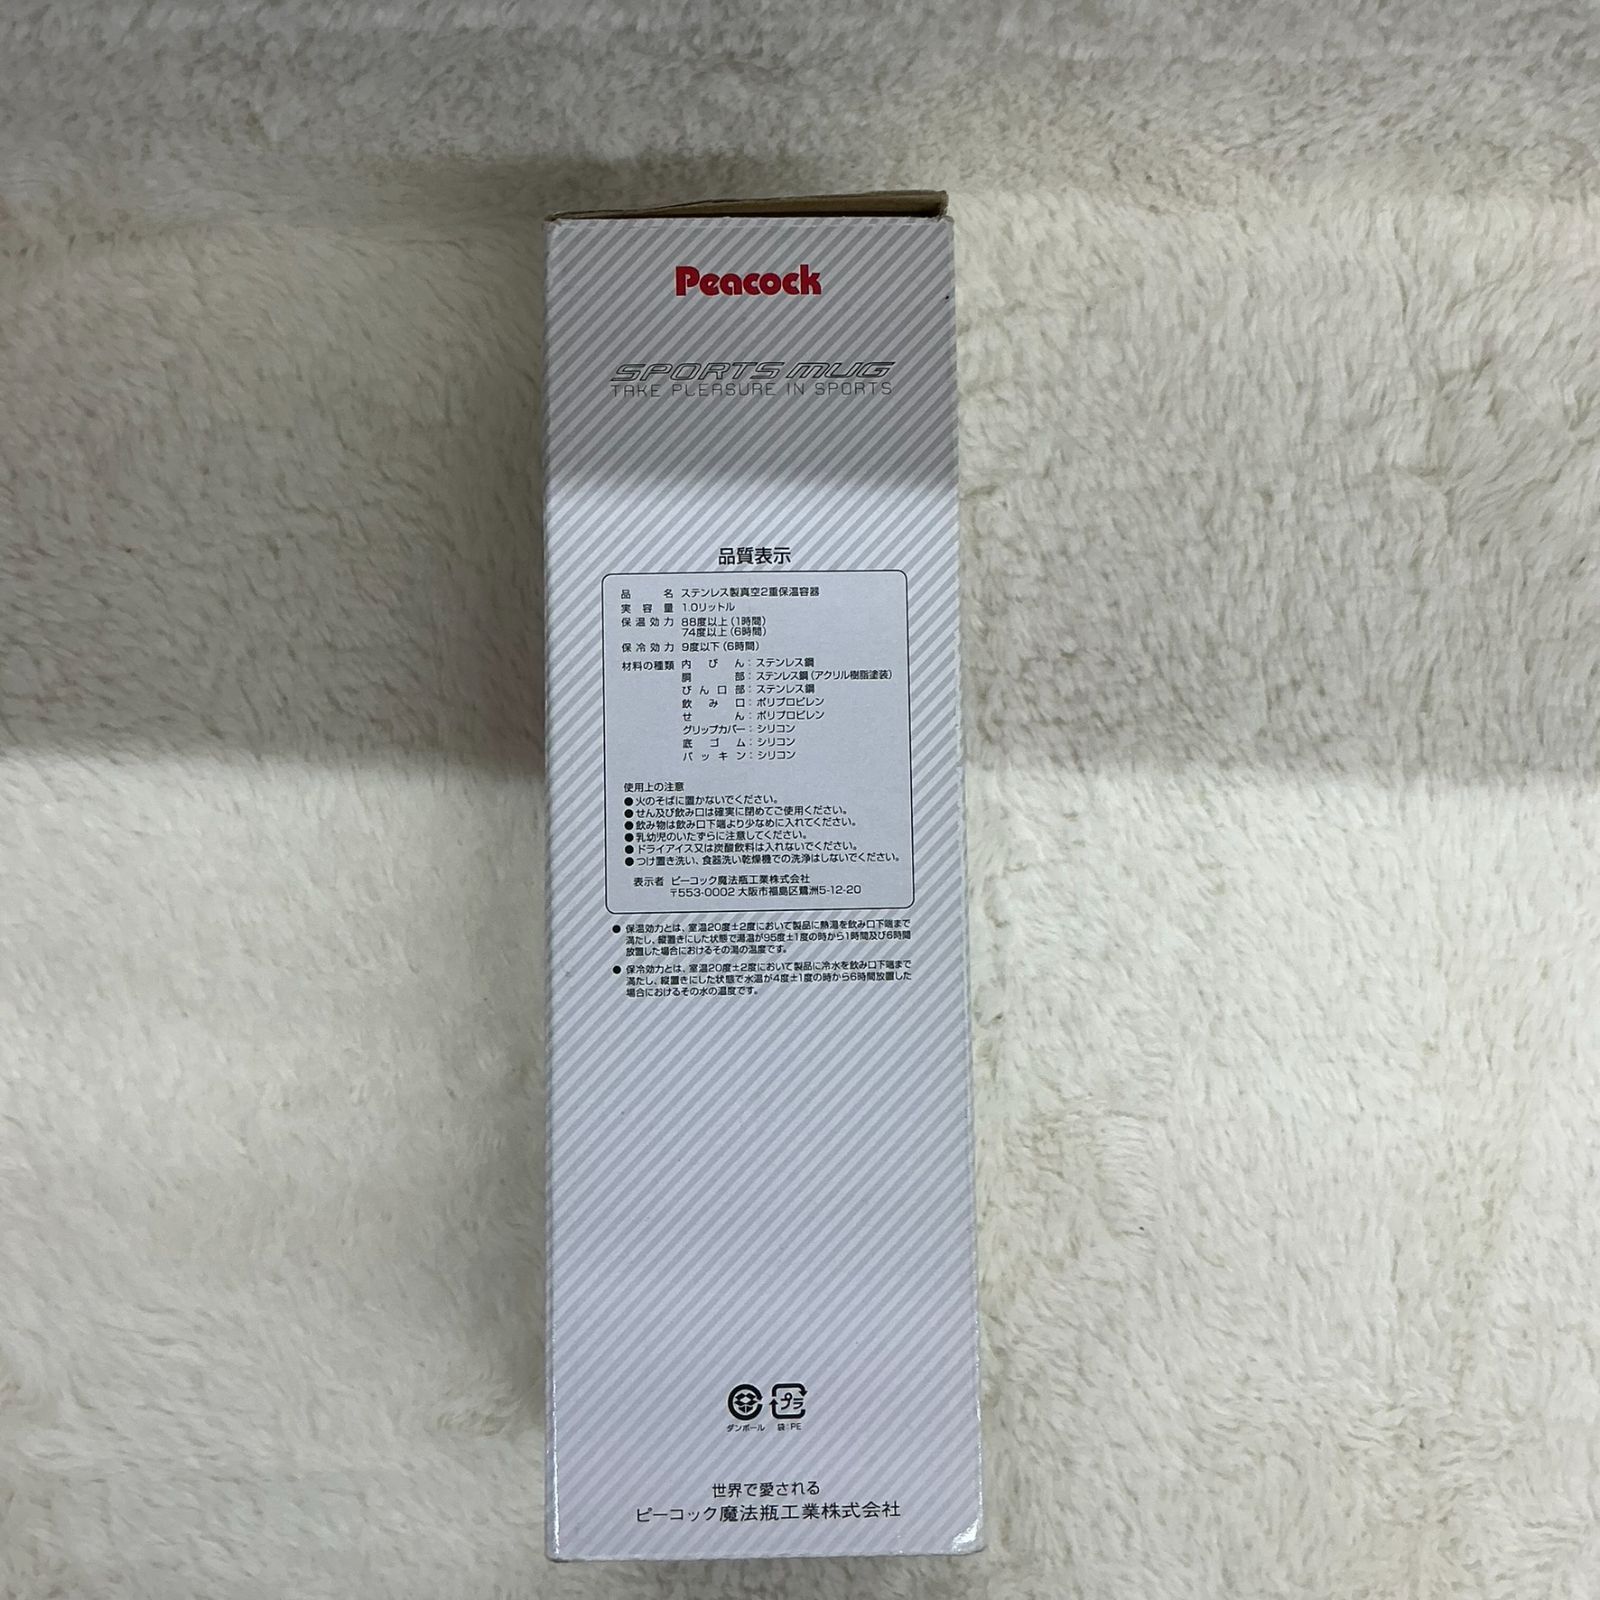 Peacock
SPORTS MUG
TAKE PLEASURE IN SPORTS
品質表示
品名 ステンレス製真空2重保温容器
実容量 1.0リットル
保温効力 88度以上(1時間)
74度以上(6時間)
保冷効力 9度以下(6時間)
材料の種類 内びん:ステンレス鋼
胴部:ステンレス鋼(アクリル樹脂塗装)
びん口部:ステンレス鋼
飲み口:ポリプロピレン
せん:ポリプロピレン
グリップカバー:シリコン
底ゴム:シリコン
パッキン:シリコン
使用上の注意
●火のそばに置かないでください。
●せん及び飲み口は確実に閉めてご使用ください。
●飲み物は飲み口下端より少なめに入れてください。
●乳幼児のいたずらに注意してください。
●ドライアイス又は炭酸飲料は入れないでください。
●つけ置き洗い、食器洗い乾燥機での洗浄はしないでください。
表示者 ピーコック魔法瓶工業株式会社
〒553-0002 大阪市福島区鷺洲5-12-20
●保温効力とは、室温20度±2度において製品に熱湯を飲み口下端まで
満たし、縦置きにした状態で湯温が95度±1度の時から1時間及び6時間
放置した場合におけるその湯の温度です。
●保冷効力とは、室温20度±2度において製品に冷水を飲み口下端まで
満たし、縦置きにした状態で水温が4度±1度の時から6時間放置した
場合におけるその水の温度です。
プラ
ダンボール 袋:PE
世界で愛される
ピーコック魔法瓶工業株式会社